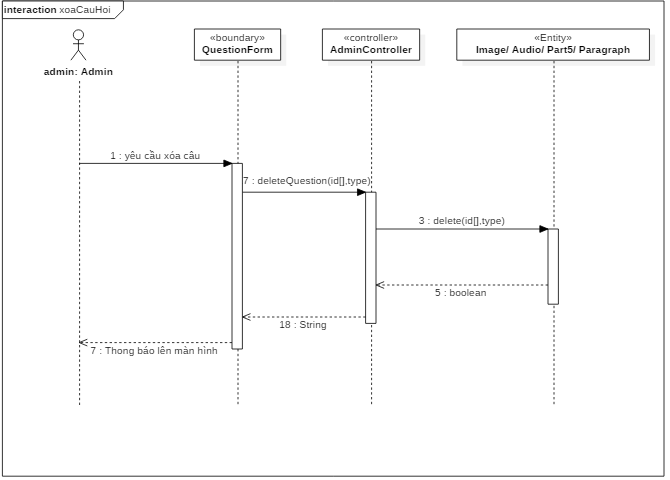 interaction xoaCauHoi
admin: Admin
«boundary»
QuestionForm
«controller»
AdminController
«Entity»
Image/ Audio/ Part5/ Paragraph
1 : yêu cầu xóa câu
7 : deleteQuestion(id[],type)
3 : delete(id[],type)
5 : boolean
18 : String
7 : Thong báo lên màn hình